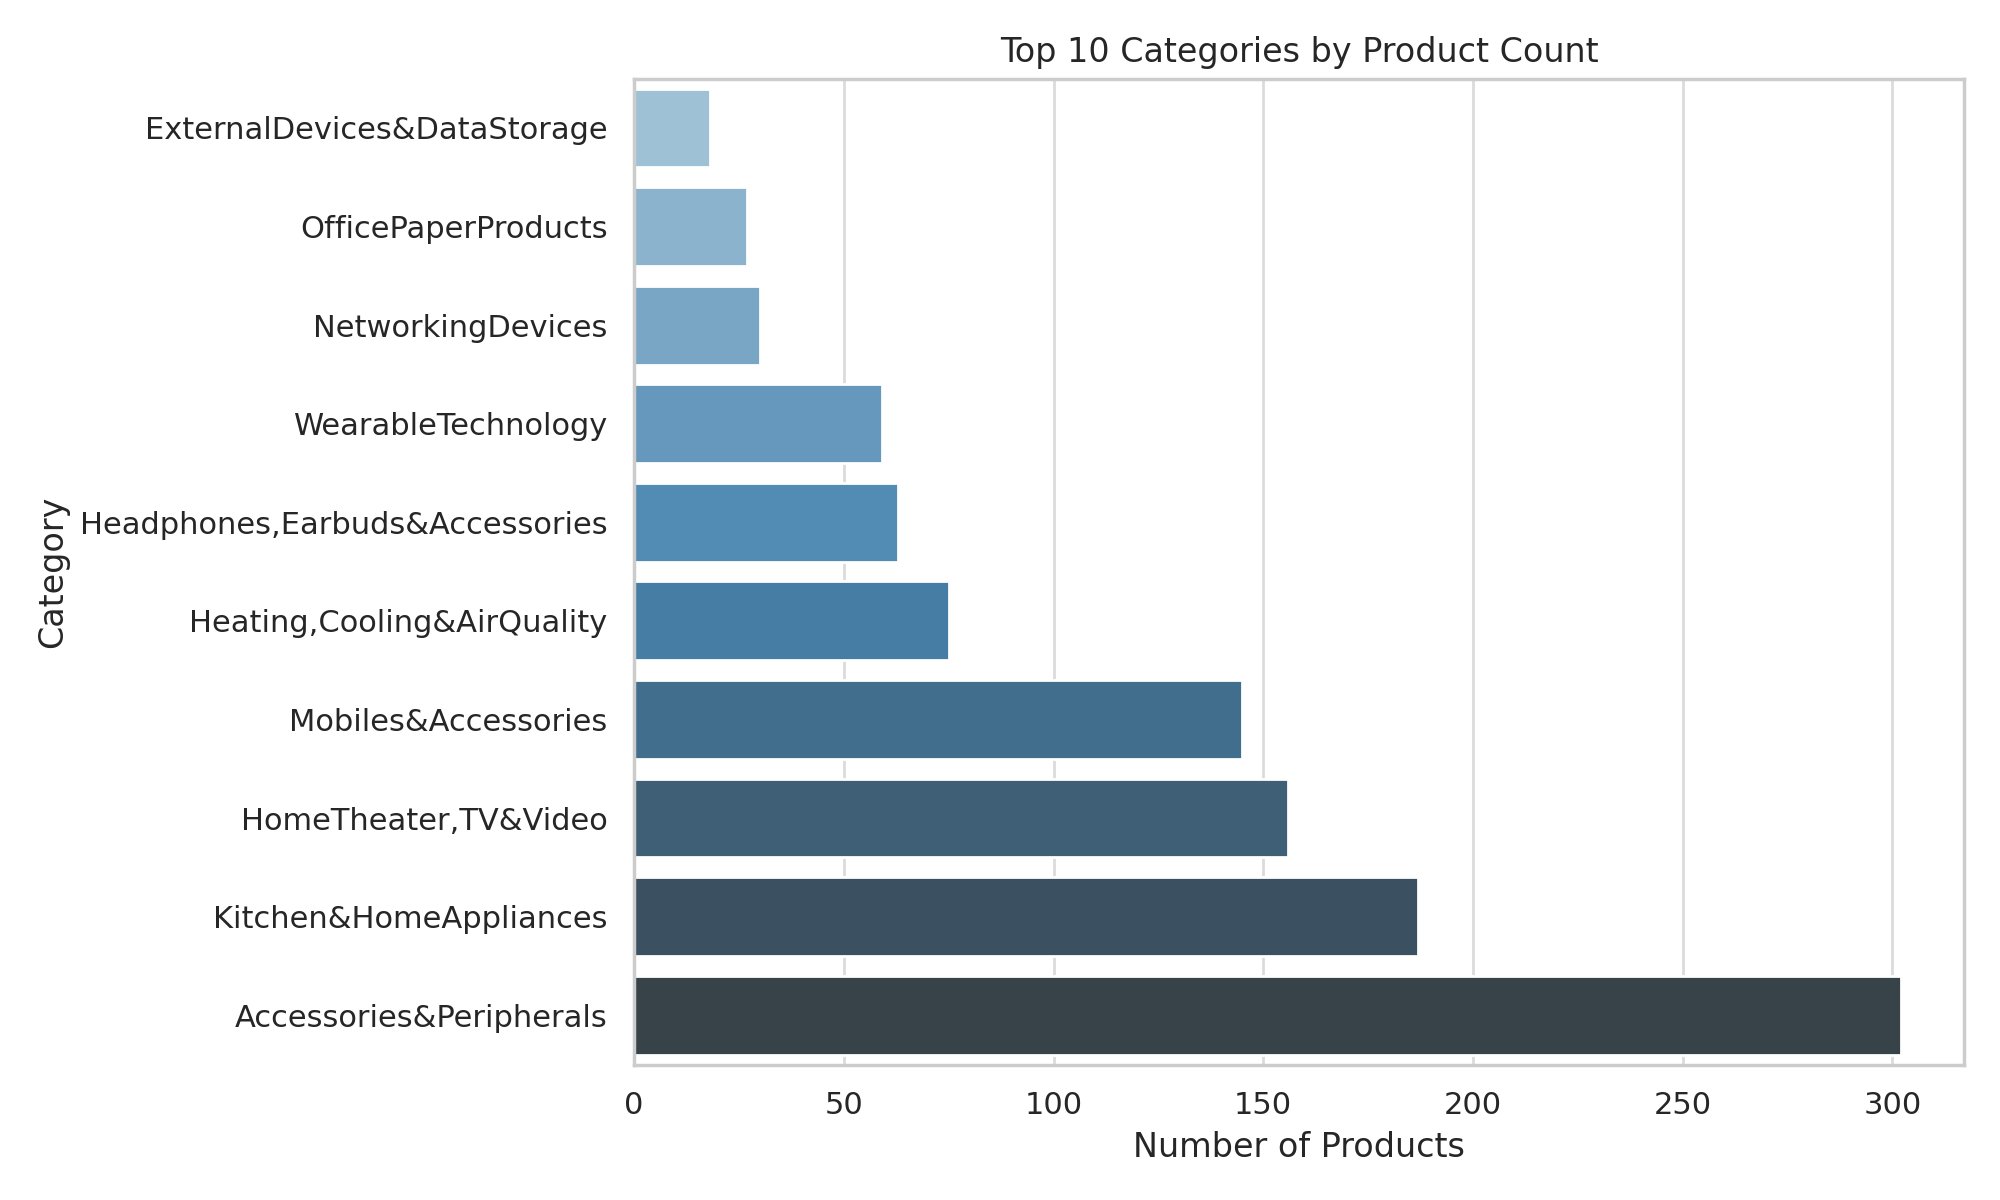 Top 10 Categories by Product Count
ExternalDevices&DataStorage
OfficePaperProducts
NetworkingDevices
WearableTechnology
Headphones,Earbuds&Accessories
Heating,Cooling&AirQuality
Mobiles&Accessories
HomeTheater,TV&Video
Kitchen&HomeAppliances
Accessories&Peripherals
Category
0 50 100 150 200 250 300
Number of Products